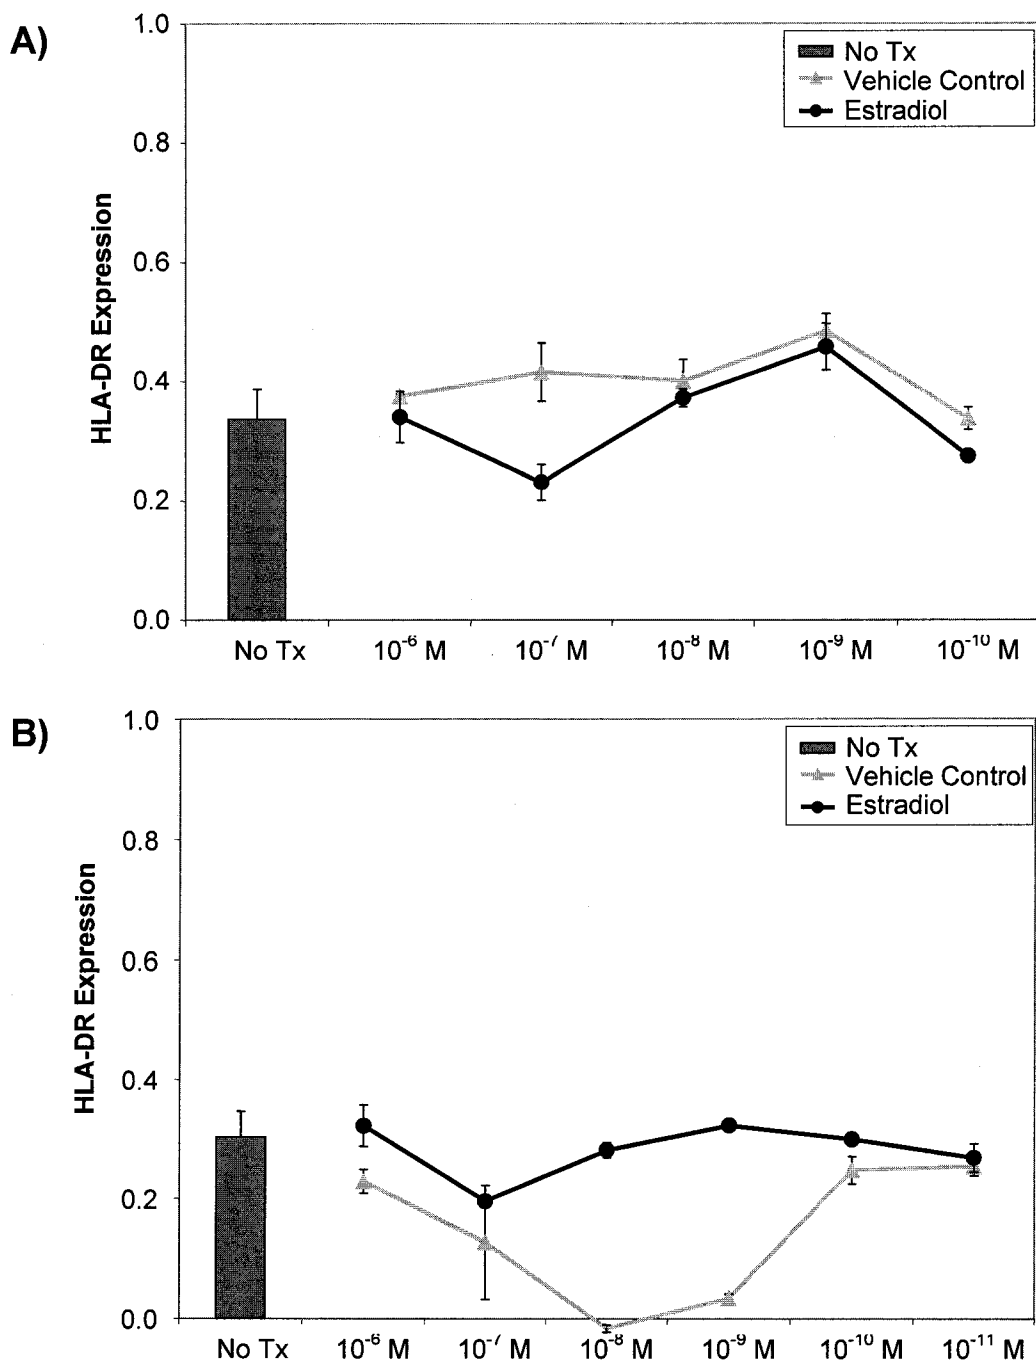 A)
HLA-DR Expression
1.0
0.8
0.6
0.4
0.2
0.0
No Tx
Vehicle Control
Estradiol
No Tx 10⁻⁶ M 10⁻⁷ M 10⁻⁸ M 10⁻⁹ M 10⁻¹⁰ M
B)
HLA-DR Expression
1.0
0.8
0.6
0.4
0.2
0.0
No Tx
Vehicle Control
Estradiol
No Tx 10⁻⁶ M 10⁻⁷ M 10⁻⁸ M 10⁻⁹ M 10⁻¹⁰ M 10⁻¹¹ M